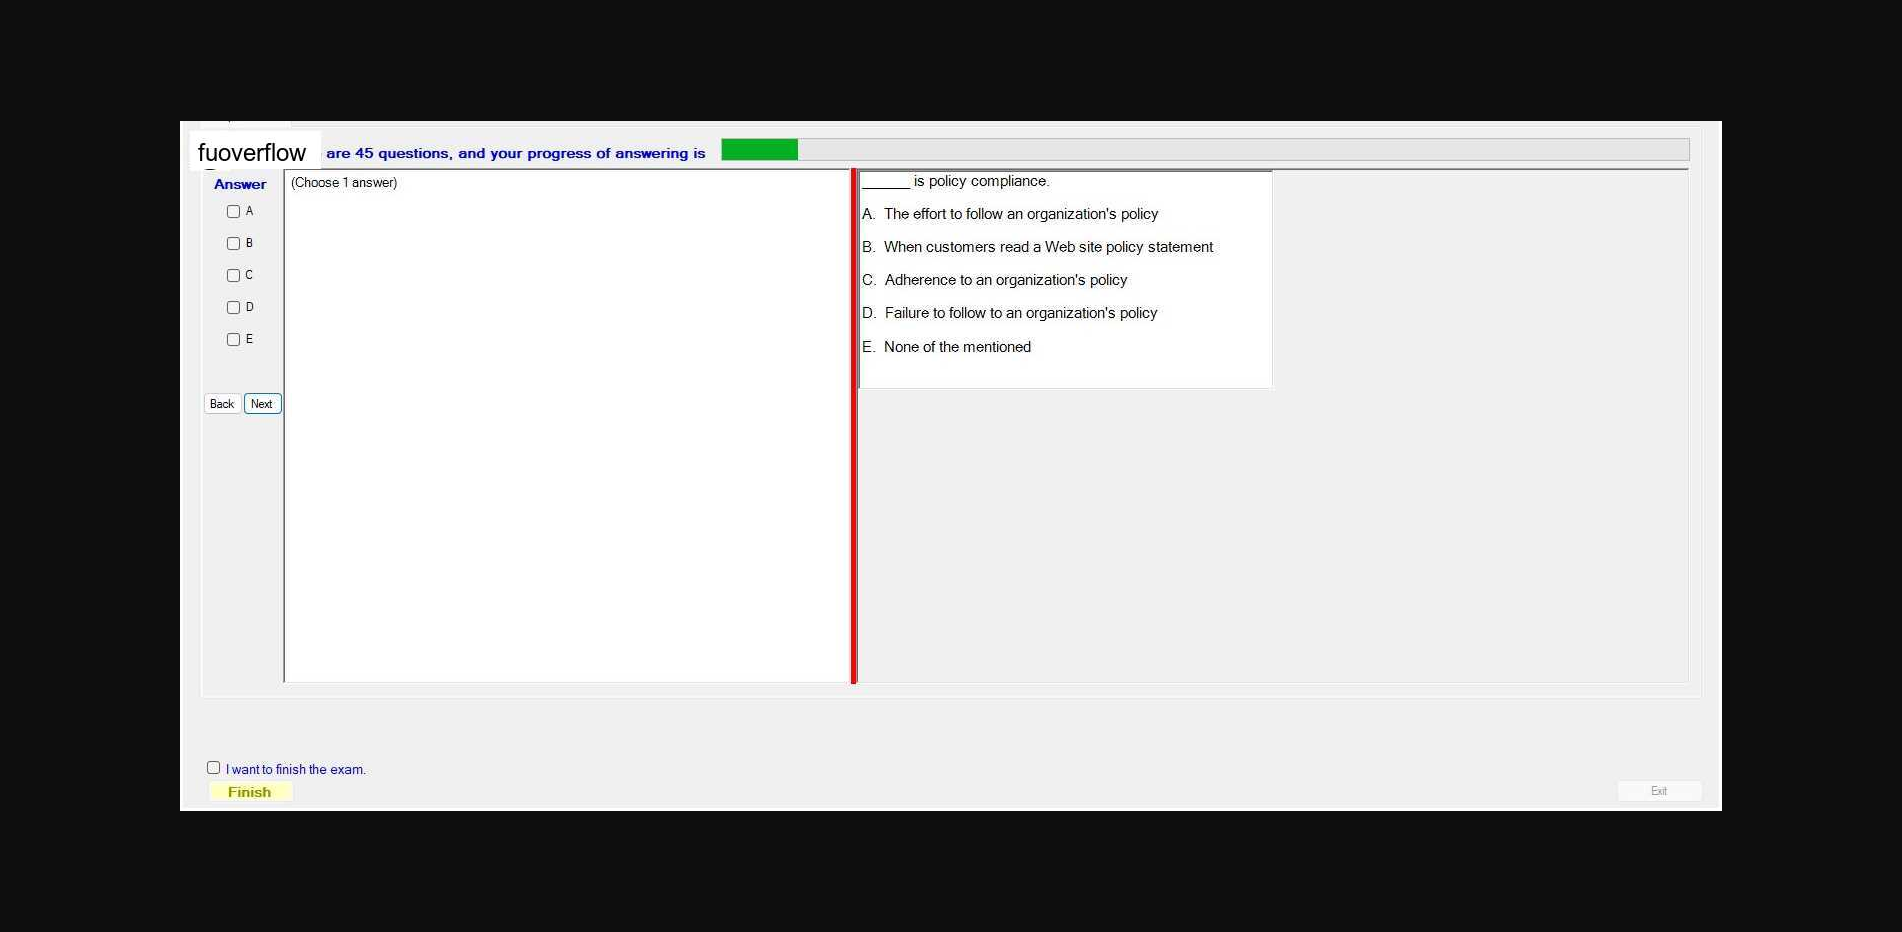 fuoverflow are 45 questions, and your progress of answering is
Answer
A
B
C
D
E
Back Next
(Choose 1 answer)
______ is policy compliance.
A. The effort to follow an organization's policy
B. When customers read a Web site policy statement
C. Adherence to an organization's policy
D. Failure to follow to an organization's policy
E. None of the mentioned
I want to finish the exam.
Finish
Exit